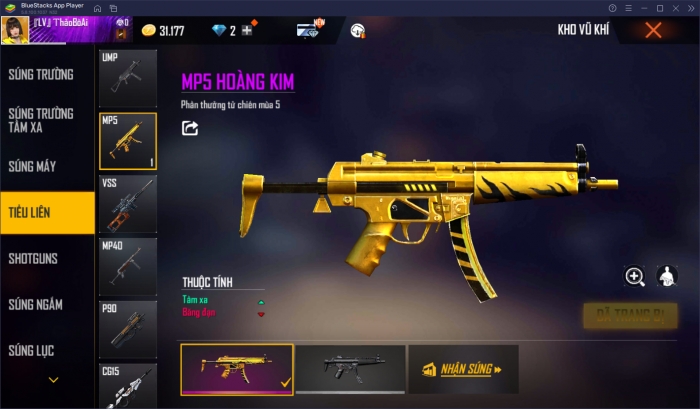 BlueStacks App Player
31.177
2
NEW
KHO VŨ KHÍ
SÚNG TRƯỜNG
SÚNG TRƯỜNG
TẦM XA
SÚNG MÁY
TIỂU LIÊN
SHOTGUNS
SÚNG NGẮM
SÚNG LỤC
UMP
MP5
1
VSS
MP40
P90
CG15
MP5 HOÀNG KIM
Phần thưởng từ chiến mùa 5
THUỘC TÍNH
Tầm xa
Băng đạn
ĐÃ TRANG BỊ
NHẬN SÚNG